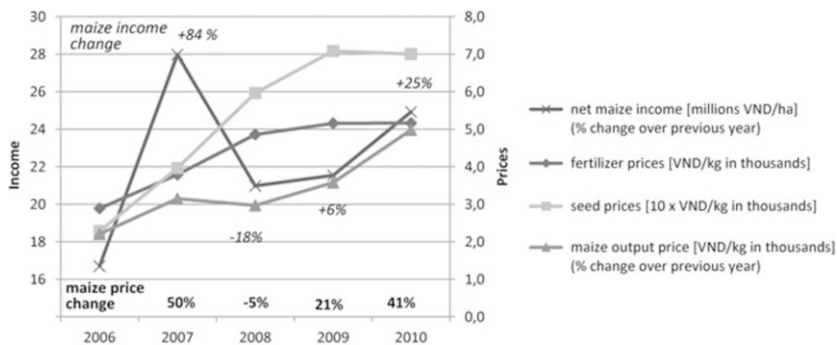 30
28
26
24
22
20
18
16
Income
maize income
change
+84 %
+25%
+6%
-18%
maize price
change
50%
-5%
21%
41%
2006
2007
2008
2009
2010
8,0
7,0
6,0
5,0
4,0
3,0
2,0
1,0
0,0
Prices
net maize income [millions VND/ha]
(% change over previous year)
fertilizer prices [VND/kg in thousands]
seed prices [10 x VND/kg in thousands]
maize output price [VND/kg in thousands]
(% change over previous year)